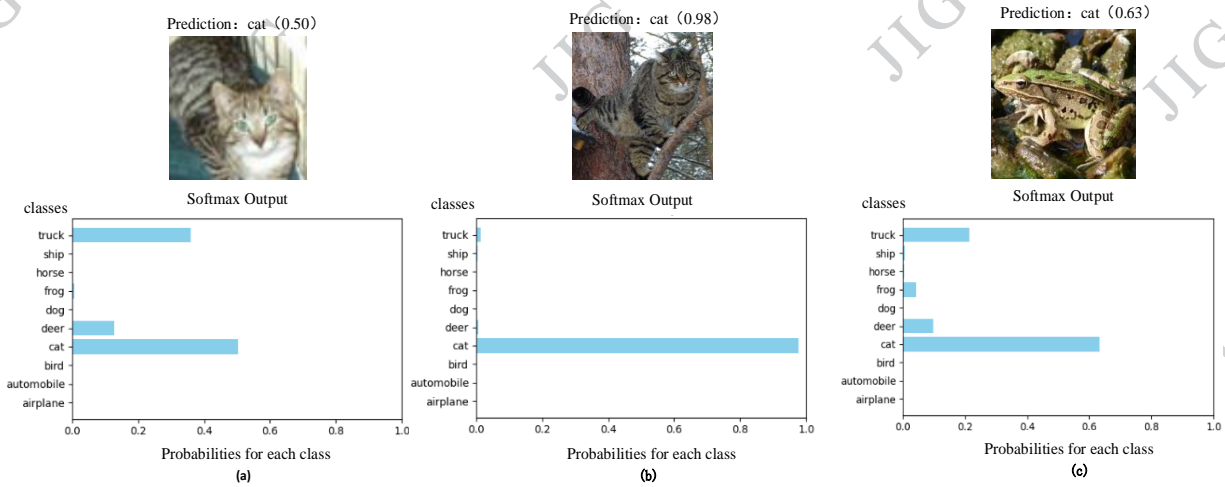 Prediction：cat（0.50）
Softmax Output
classes
truck
ship
horse
frog
dog
deer
cat
bird
automobile
airplane
0.0 0.2 0.4 0.6 0.8 1.0
Probabilities for each class
(a)
Prediction：cat（0.98）
Softmax Output
classes
truck
ship
horse
frog
dog
deer
cat
bird
automobile
airplane
0.0 0.2 0.4 0.6 0.8 1.0
Probabilities for each class
(b)
Prediction：cat（0.63）
Softmax Output
classes
truck
ship
horse
frog
dog
deer
cat
bird
automobile
airplane
0.0 0.2 0.4 0.6 0.8 1.0
Probabilities for each class
(c)
JIG
JIG
JIG